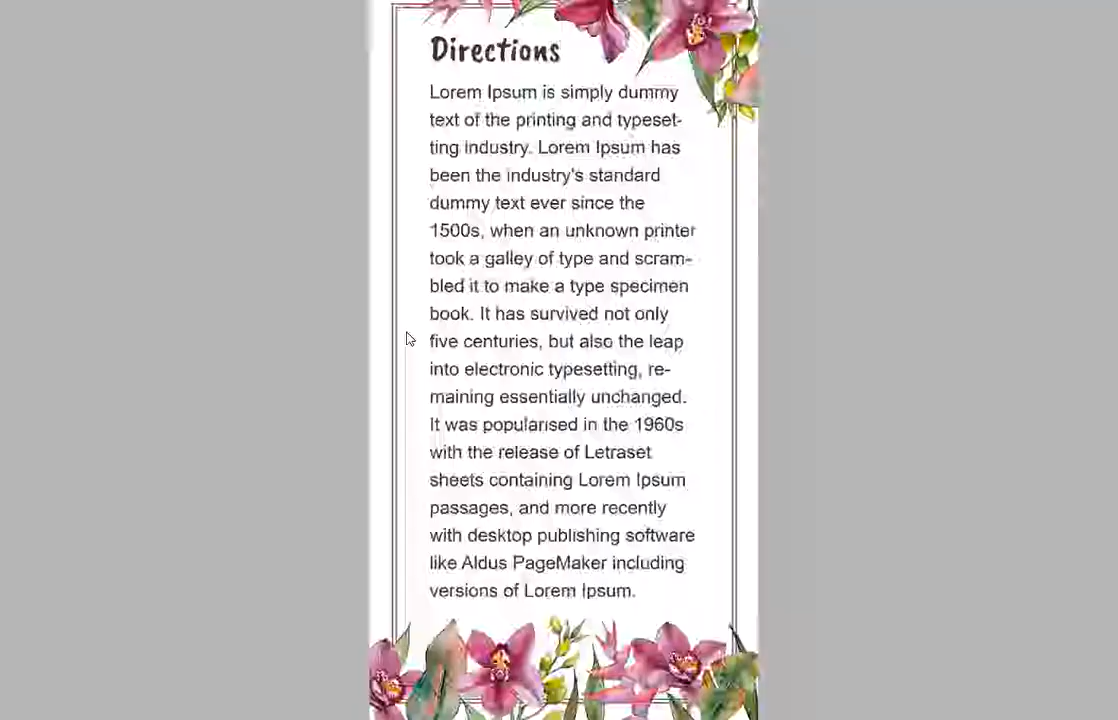 Directions
Lorem Ipsum is simply dummy
text of the printing and typeset-
ting industry. Lorem Ipsum has
been the industry's standard
dummy text ever since the
1500s, when an unknown printer
took a galley of type and scram-
bled it to make a type specimen
book. It has survived not only
five centuries, but also the leap
into electronic typesetting, re-
maining essentially unchanged.
It was popularised in the 1960s
with the release of Letraset
sheets containing Lorem Ipsum
passages, and more recently
with desktop publishing software
like Aldus PageMaker including
versions of Lorem Ipsum.